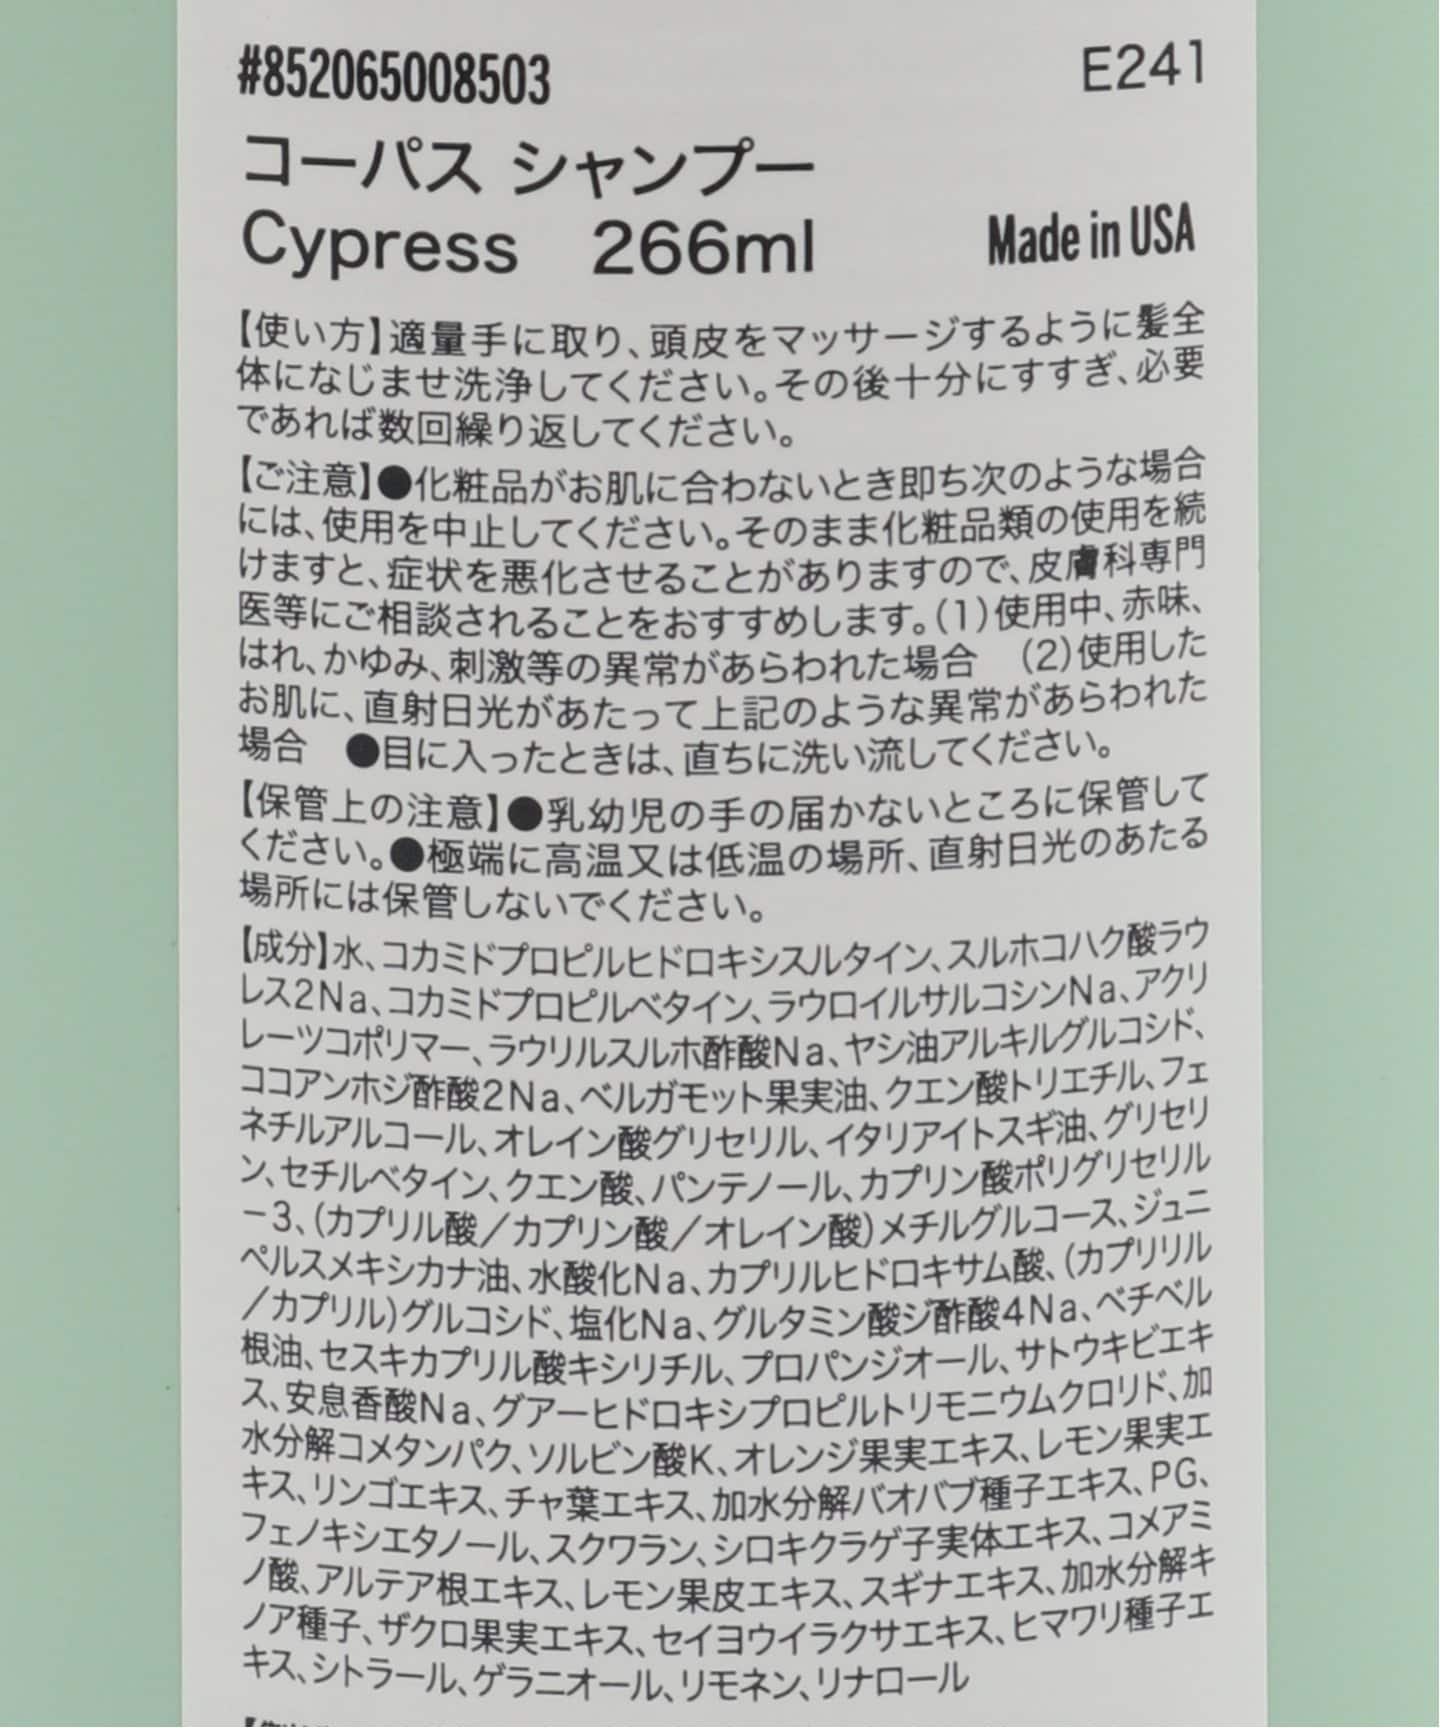 #852065008503 E241
コーパス シャンプー
Cypress 266ml Made in USA
【使い方】適量手に取り、頭皮をマッサージするように髪全
体になじませ洗浄してください。その後十分にすすぎ、必要
であれば数回繰り返してください。
【ご注意】●化粧品がお肌に合わないとき即ち次のような場合
には、使用を中止してください。そのまま化粧品類の使用を続
けますと、症状を悪化させることがありますので、皮膚科専門
医等にご相談されることをおすすめします。(1)使用中、赤味、
はれ、かゆみ、刺激等の異常があらわれた場合 (2)使用した
お肌に、直射日光があたって上記のような異常があらわれた
場合 ●目に入ったときは、直ちに洗い流してください。
【保管上の注意】●乳幼児の手の届かないところに保管して
ください。●極端に高温又は低温の場所、直射日光のあたる
場所には保管しないでください。
【成分】水、コカミドプロピルヒドロキシスルタイン、スルホコハク酸ラウ
レス2Na、コカミドプロピルベタイン、ラウロイルサルコシンNa、アクリ
レーツコポリマー、ラウリルスルホ酢酸Na、ヤシ油アルキルグルコシド、
ココアンホジ酢酸2Na、ベルガモット果実油、クエン酸トリエチル、フェ
ネチルアルコール、オレイン酸グリセリル、イタリアイトスギ油、グリセリ
ン、セチルベタイン、クエン酸、パンテノール、カプリン酸ポリグリセリル
－3、(カプリル酸／カプリン酸／オレイン酸)メチルグルコース、ジュニ
ペルスメキシカナ油、水酸化Na、カプリルヒドロキサム酸、(カプリリル
／カプリル)グルコシド、塩化Na、グルタミン酸ジ酢酸4Na、ベチベル
根油、セスキカプリル酸キシリチル、プロパンジオール、サトウキビエキ
ス、安息香酸Na、グアーヒドロキシプロピルトリモニウムクロリド、加
水分解コメタンパク、ソルビン酸K、オレンジ果実エキス、レモン果実エ
キス、リンゴエキス、チャ葉エキス、加水分解バオバブ種子エキス、PG、
フェノキシエタノール、スクワラン、シロキクラゲ子実体エキス、コメアミ
ノ酸、アルテア根エキス、レモン果皮エキス、スギナエキス、加水分解キ
ノア種子、ザクロ果実エキス、セイヨウイラクサエキス、ヒマワリ種子エ
キス、シトラール、ゲラニオール、リモネン、リナロール